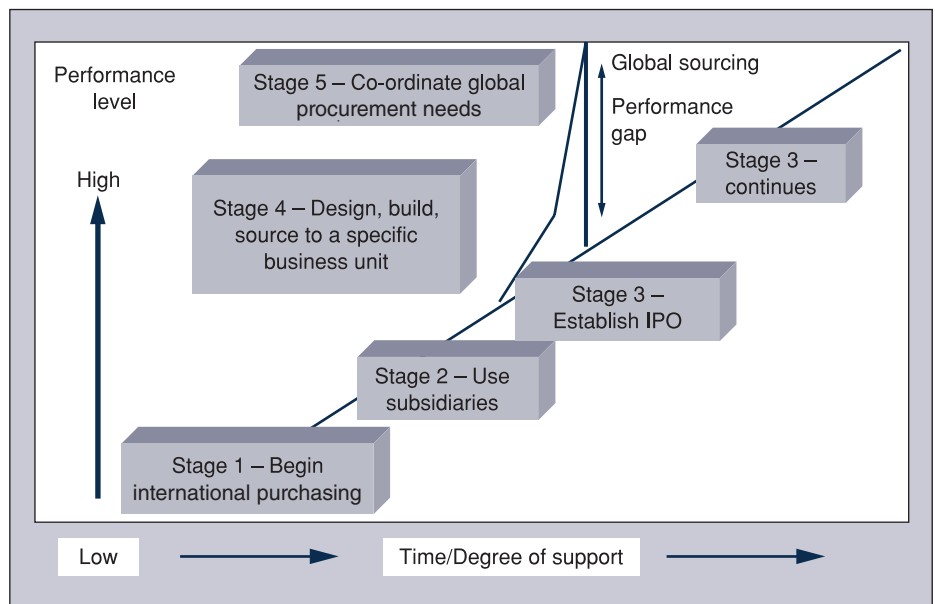 Performance
level
High
Stage 5 – Co-ordinate global
procurement needs
Global sourcing
Performance
gap
Stage 3 –
continues
Stage 4 – Design, build,
source to a specific
business unit
Stage 3 –
Establish IPO
Stage 2 – Use
subsidiaries
Stage 1 – Begin
international purchasing
Low
Time/Degree of support